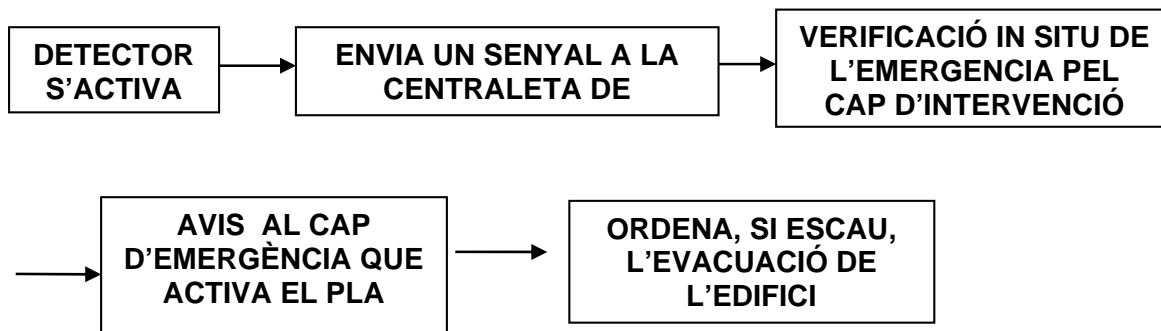 DETECTOR
S'ACTIVA
ENVIA UN SENYAL A LA
CENTRALETA DE
VERIFICACIÓ IN SITU DE
L'EMERGENCIA PEL
CAP D'INTERVENCIÓ
AVIS AL CAP
D'EMERGÈNCIA QUE
ACTIVA EL PLA
ORDENA, SI ESCAU,
L'EVACUACIÓ DE
L'EDIFICI